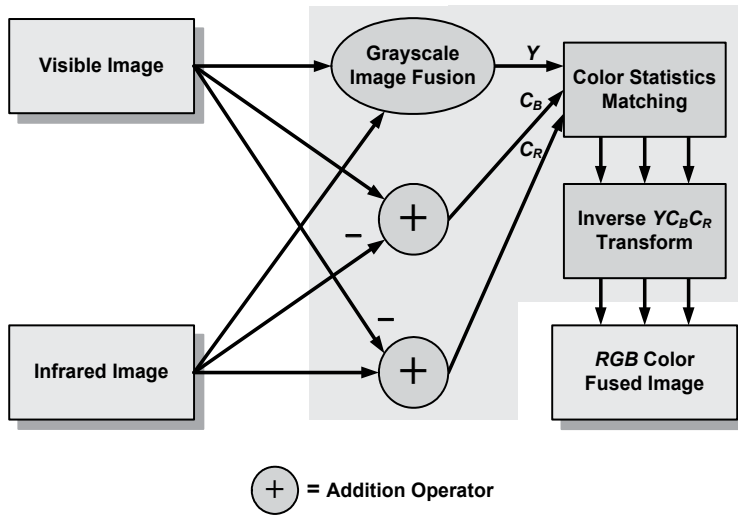 Visible Image
Grayscale
Image Fusion
Y
Color Statistics
Matching
C_B
C_R
+
−
Inverse YC_BC_R
Transform
−
Infrared Image
+
RGB Color
Fused Image
+ = Addition Operator